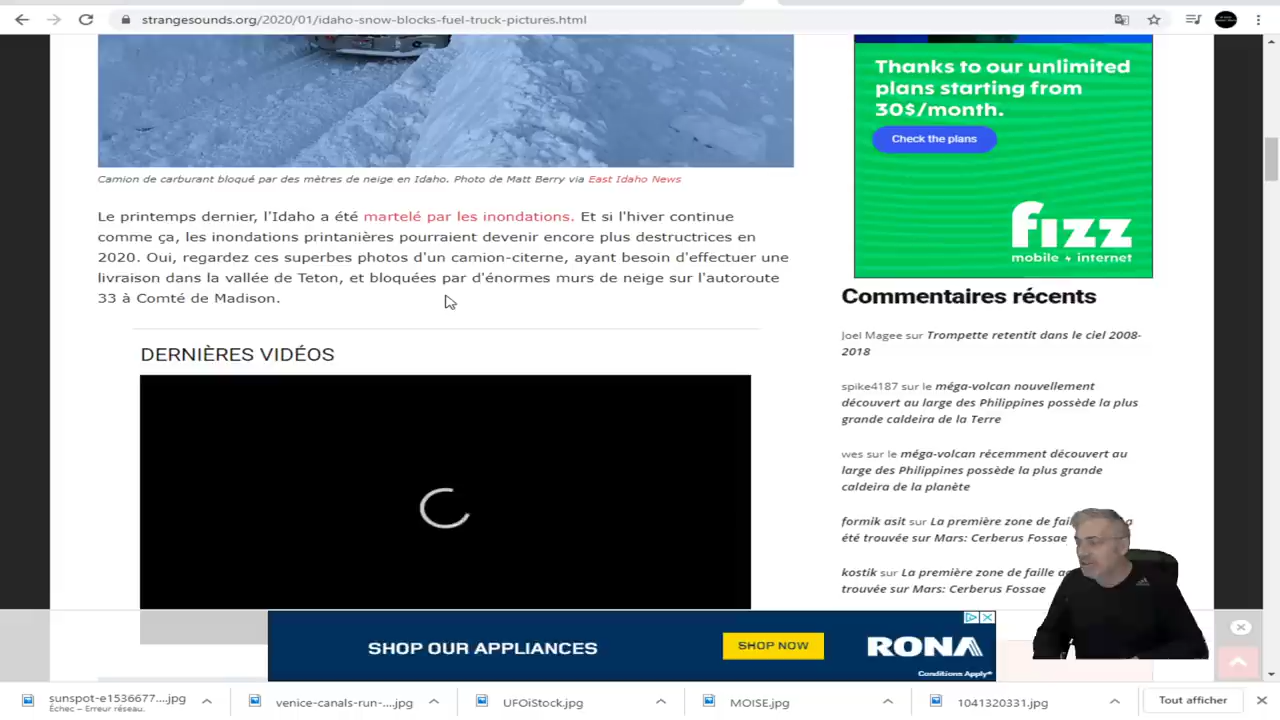 strangesounds.org/2020/01/idaho-snow-blocks-fuel-truck-pictures.html
Camion de carburant bloqué par des mètres de neige en Idaho. Photo de Matt Berry via East Idaho News
Le printemps dernier, l'Idaho a été martelé par les inondations. Et si l'hiver continue
comme ça, les inondations printanières pourraient devenir encore plus destructrices en
2020. Oui, regardez ces superbes photos d'un camion-citerne, ayant besoin d'effectuer une
livraison dans la vallée de Teton, et bloquées par d'énormes murs de neige sur l'autoroute
33 à Comté de Madison.
DERNIÈRES VIDÉOS
Thanks to our unlimited
plans starting from
30$/month.
Check the plans
fizz
mobile + internet
Commentaires récents
Joel Magee sur Trompette retentit dans le ciel 2008-
2018
spike4187 sur le méga-volcan nouvellement
découvert au large des Philippines possède la plus
grande caldeira de la Terre
wes sur le méga-volcan récemment découvert au
large des Philippines possède la plus grande
caldeira de la planète
formik asit sur La première zone de
été trouvée sur Mars: Cerberus Fossae
kostik sur La première zone de faille
trouvée sur Mars: Cerberus Fossae
SHOP OUR APPLIANCES
SHOP NOW
RONA
Conditions Apply*
sunspot-e1536677....jpg
Échec – Erreur réseau.
venice-canals-run-....jpg
UFOiStock.jpg
MOISE.jpg
1041320331.jpg
Tout afficher